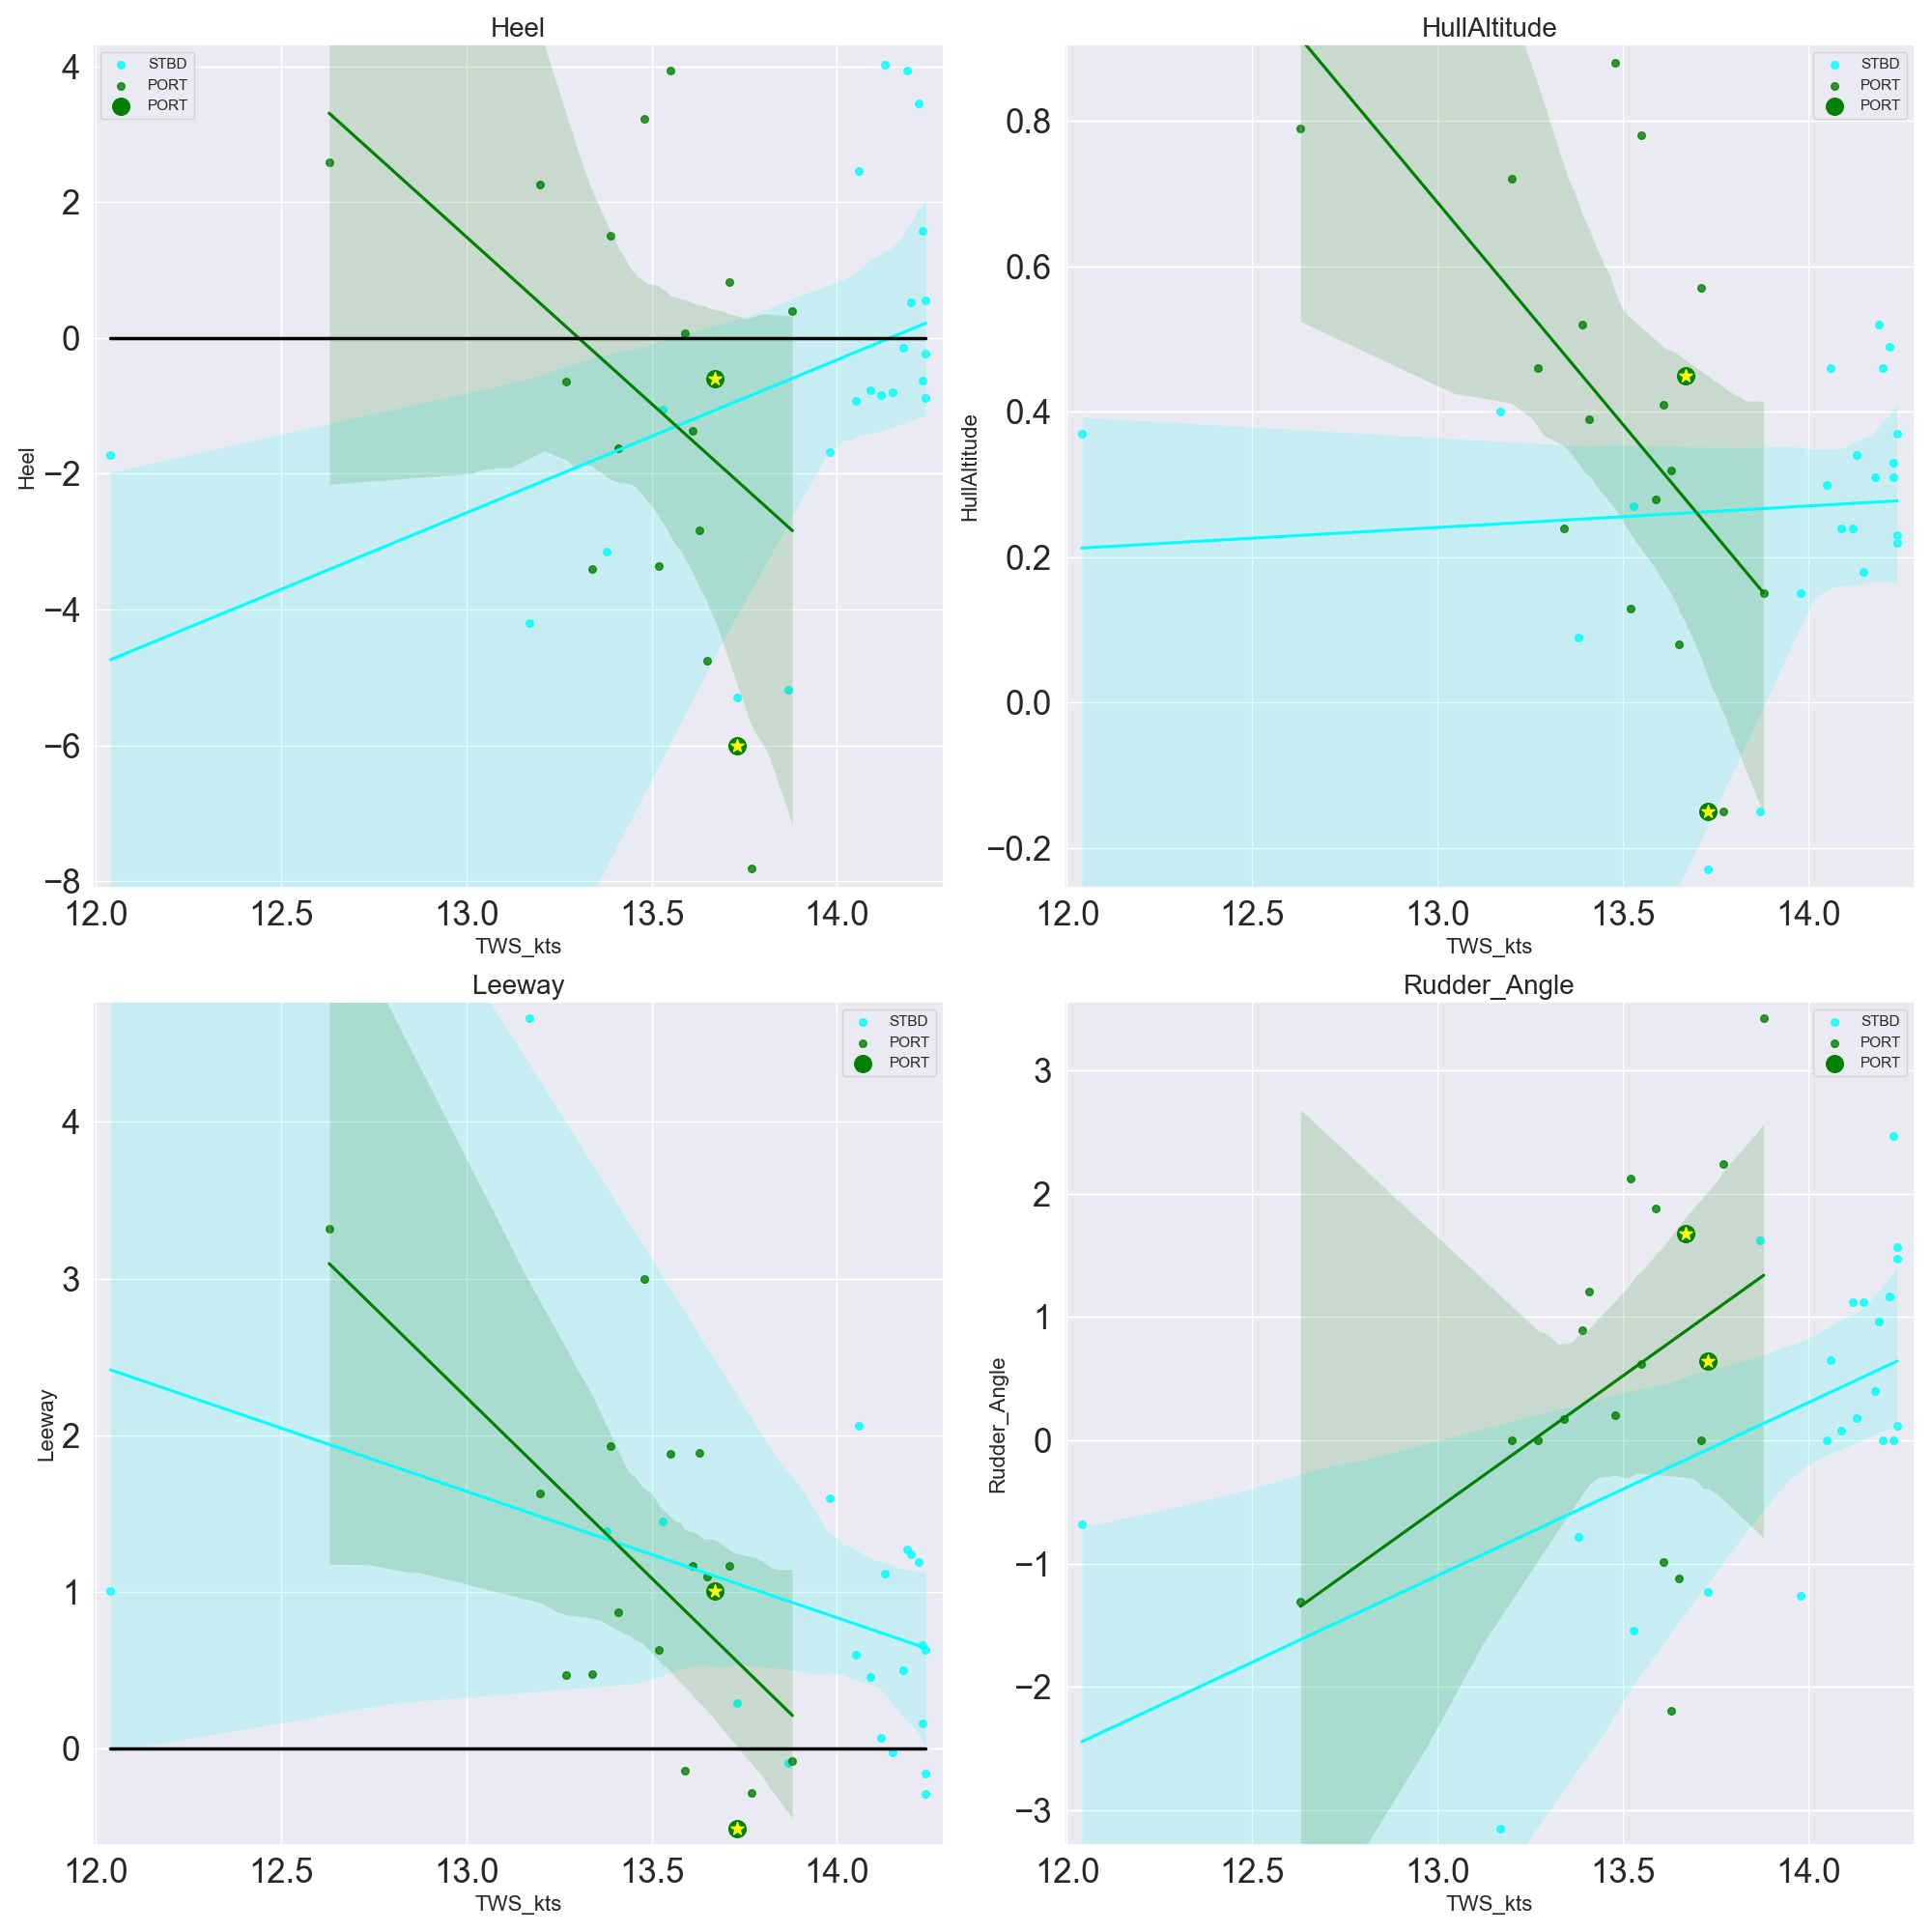 Heel
STBD
PORT
PORT
4
2
0
−2
−4
−6
−8
Heel
12.0 12.5 13.0 13.5 14.0
TWS_kts
HullAltitude
STBD
PORT
PORT
0.8
0.6
0.4
0.2
0.0
−0.2
HullAltitude
12.0 12.5 13.0 13.5 14.0
TWS_kts
Leeway
STBD
PORT
PORT
4
3
2
1
0
Leeway
12.0 12.5 13.0 13.5 14.0
TWS_kts
Rudder_Angle
STBD
PORT
PORT
3
2
1
0
−1
−2
−3
Rudder_Angle
12.0 12.5 13.0 13.5 14.0
TWS_kts